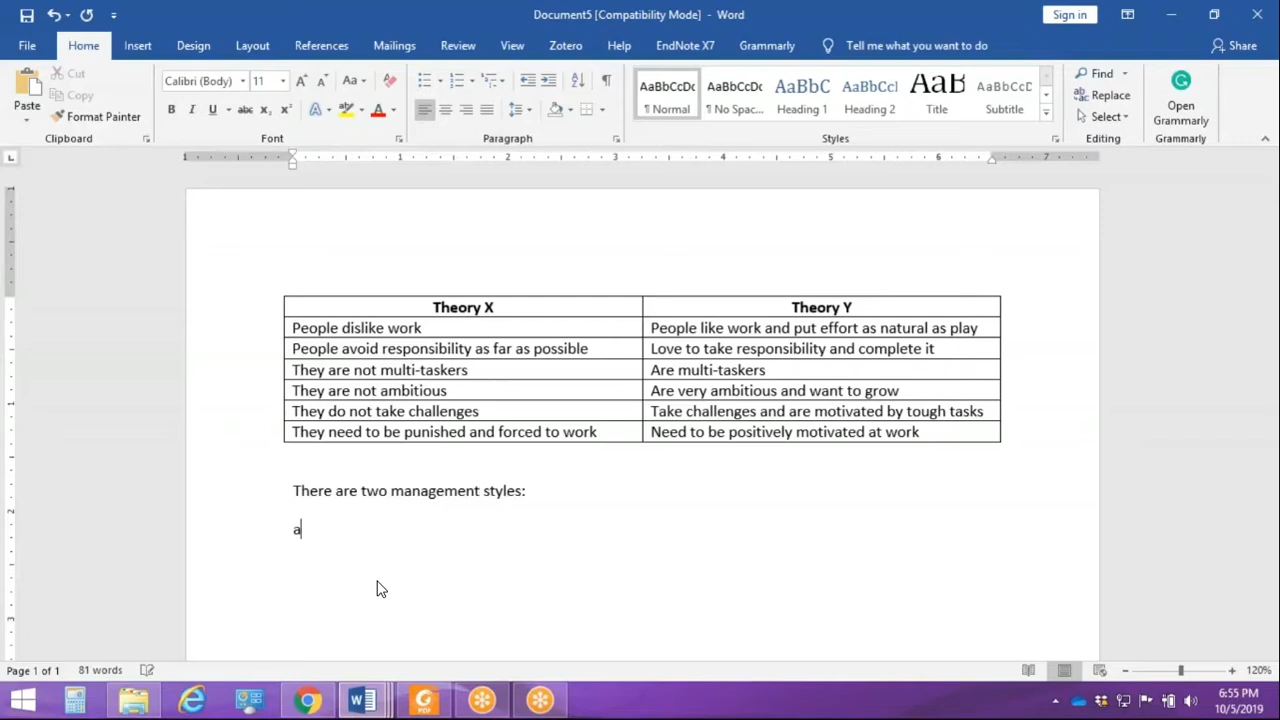 Document5 [Compatibility Mode] - Word
Sign in
File Home Insert Design Layout References Mailings Review View Zotero Help EndNote X7 Grammarly Tell me what you want to do Share
Paste
Cut
Copy
Format Painter
Calibri (Body) 11
AaBbCcDc AaBbCcDc AaBbC AaBbCcl AaB AaBbCcD
¶ Normal ¶ No Spac... Heading 1 Heading 2 Title Subtitle
Find
Replace
Select
Open
Grammarly
Clipboard Font Paragraph Styles Editing Grammarly
1 1 2 3 4 5 6 7
Theory X Theory Y
People dislike work People like work and put effort as natural as play
People avoid responsibility as far as possible Love to take responsibility and complete it
They are not multi-taskers Are multi-taskers
They are not ambitious Are very ambitious and want to grow
They do not take challenges Take challenges and are motivated by tough tasks
They need to be punished and forced to work Need to be positively motivated at work
There are two management styles:
a
Page 1 of 1 81 words 120%
6:55 PM
10/5/2019